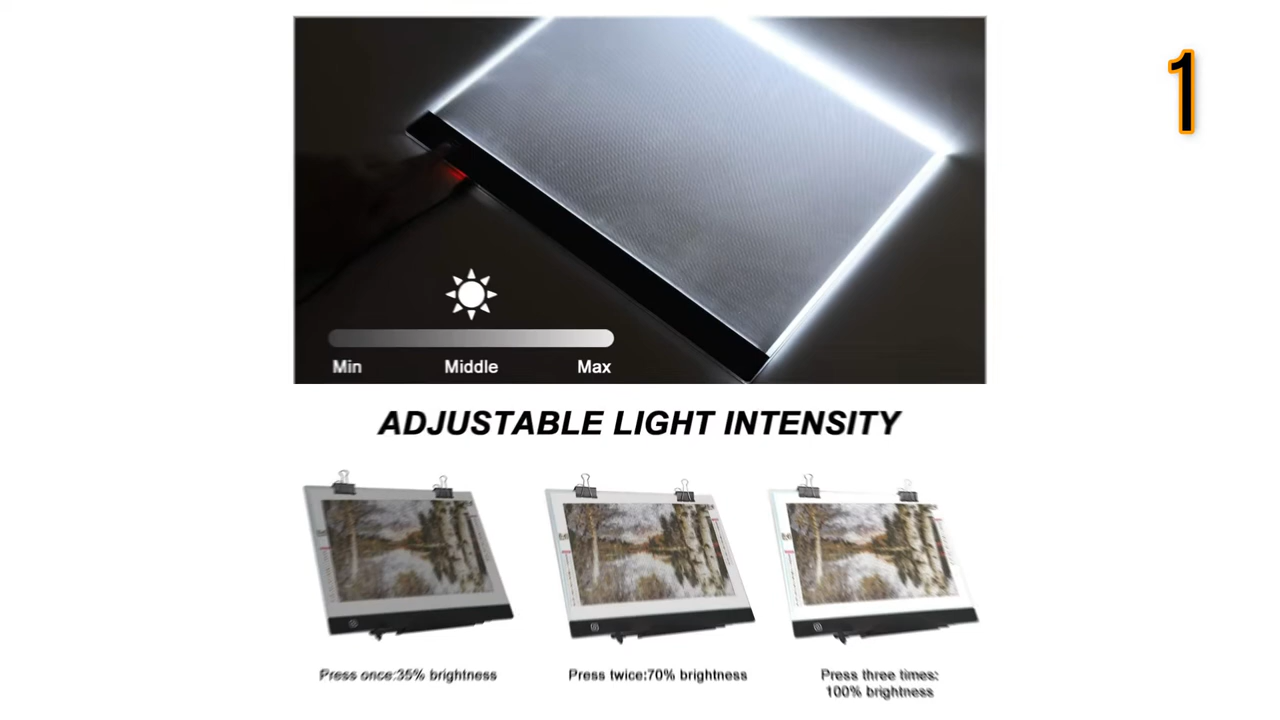 1
Min Middle Max
ADJUSTABLE LIGHT INTENSITY
Press once:35% brightness
Press twice:70% brightness
Press three times:
100% brightness